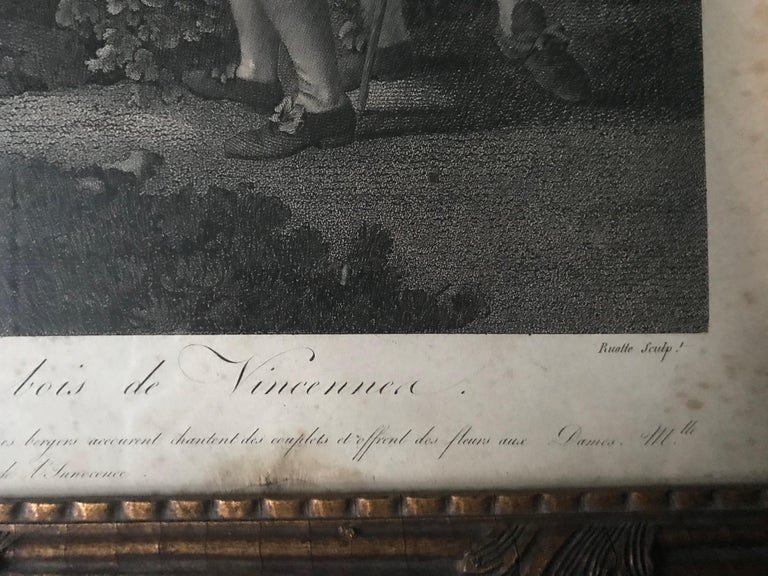 Ruotte Sculp.t
bois de Vincennes.
es bergers accourent chantent des couplets et offrent des fleurs aux Dames. M.lle
de l'Innocence.